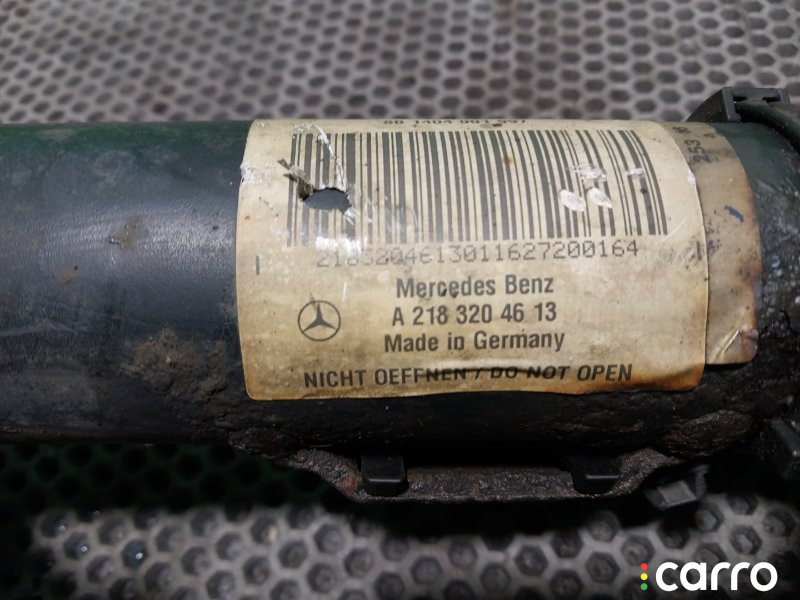 2183204613011627200164
Mercedes Benz
A 218 320 46 13
Made in Germany
NICHT OEFFNEN / DO NOT OPEN
carro